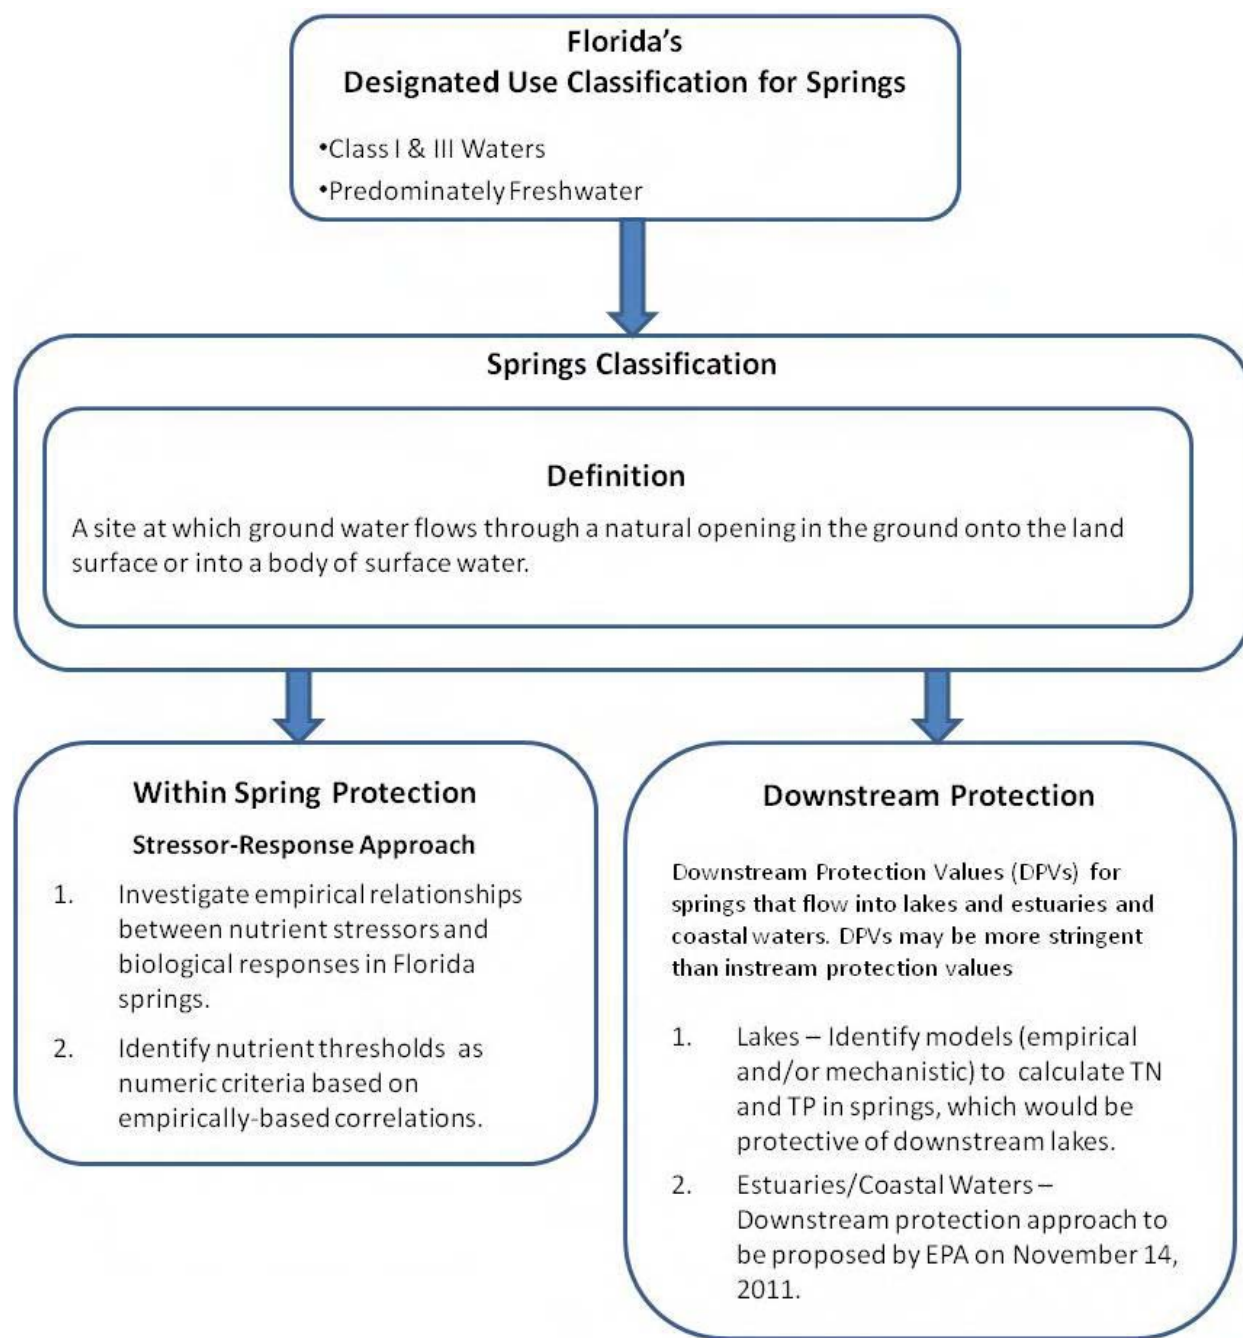 Florida's
Designated Use Classification for Springs
•Class I & III Waters
•Predominately Freshwater
Springs Classification
Definition
A site at which ground water flows through a natural opening in the ground onto the land
surface or into a body of surface water.
Within Spring Protection
Stressor-Response Approach
1. Investigate empirical relationships
between nutrient stressors and
biological responses in Florida
springs.
2. Identify nutrient thresholds as
numeric criteria based on
empirically-based correlations.
Downstream Protection
Downstream Protection Values (DPVs) for
springs that flow into lakes and estuaries and
coastal waters. DPVs may be more stringent
than instream protection values
1. Lakes – Identify models (empirical
and/or mechanistic) to calculate TN
and TP in springs, which would be
protective of downstream lakes.
2. Estuaries/Coastal Waters –
Downstream protection approach to
be proposed by EPA on November 14,
2011.